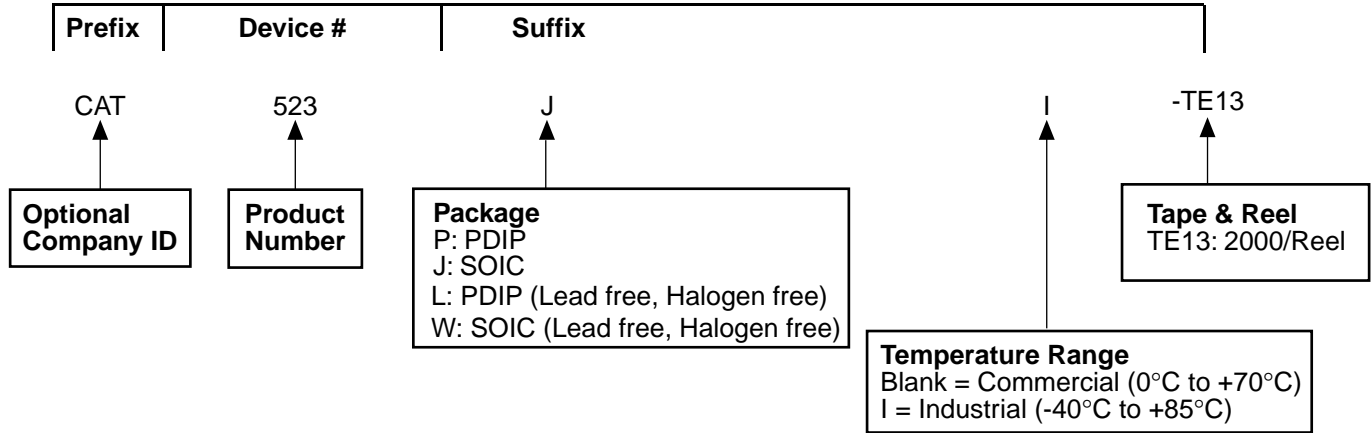 Prefix Device # Suffix
CAT 523 J I -TE13
Optional
Company ID
Product
Number
Package
P: PDIP
J: SOIC
L: PDIP (Lead free, Halogen free)
W: SOIC (Lead free, Halogen free)
Tape & Reel
TE13: 2000/Reel
Temperature Range
Blank = Commercial (0°C to +70°C)
I = Industrial (-40°C to +85°C)